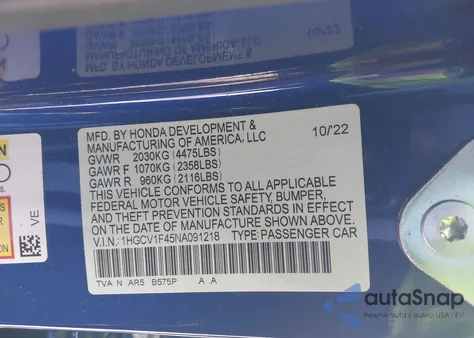 MFD. BY HONDA DEVELOPMENT &
MANUFACTURING OF AMERICA, LLC
10/22
GVWR 2030KG (4475LBS)
GAWR F 1070KG (2358LBS)
GAWR R 960KG (2116LBS)
THIS VEHICLE CONFORMS TO ALL APPLICABLE
FEDERAL MOTOR VEHICLE SAFETY, BUMPER,
AND THEFT PREVENTION STANDARDS IN EFFECT
ON THE DATE OF MANUFACTURE SHOWN ABOVE.
V.I.N.: 1HGCV1F45NA091218 TYPE: PASSENGER CAR
TVA N AR5 B575P A A
VE
autoSnap